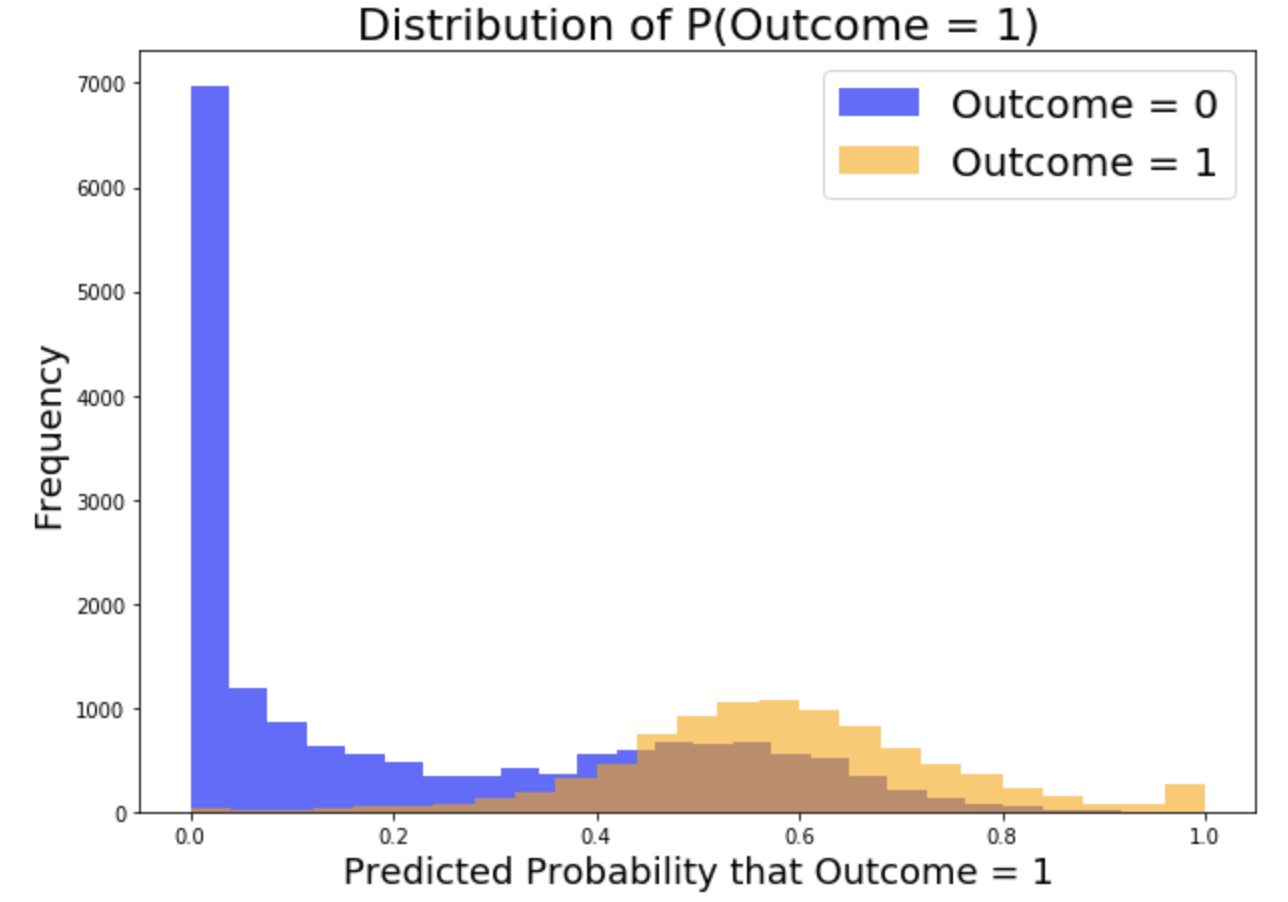 Distribution of P(Outcome = 1)
Outcome = 0
Outcome = 1
Frequency
7000
6000
5000
4000
3000
2000
1000
0
0.0 0.2 0.4 0.6 0.8 1.0
Predicted Probability that Outcome = 1